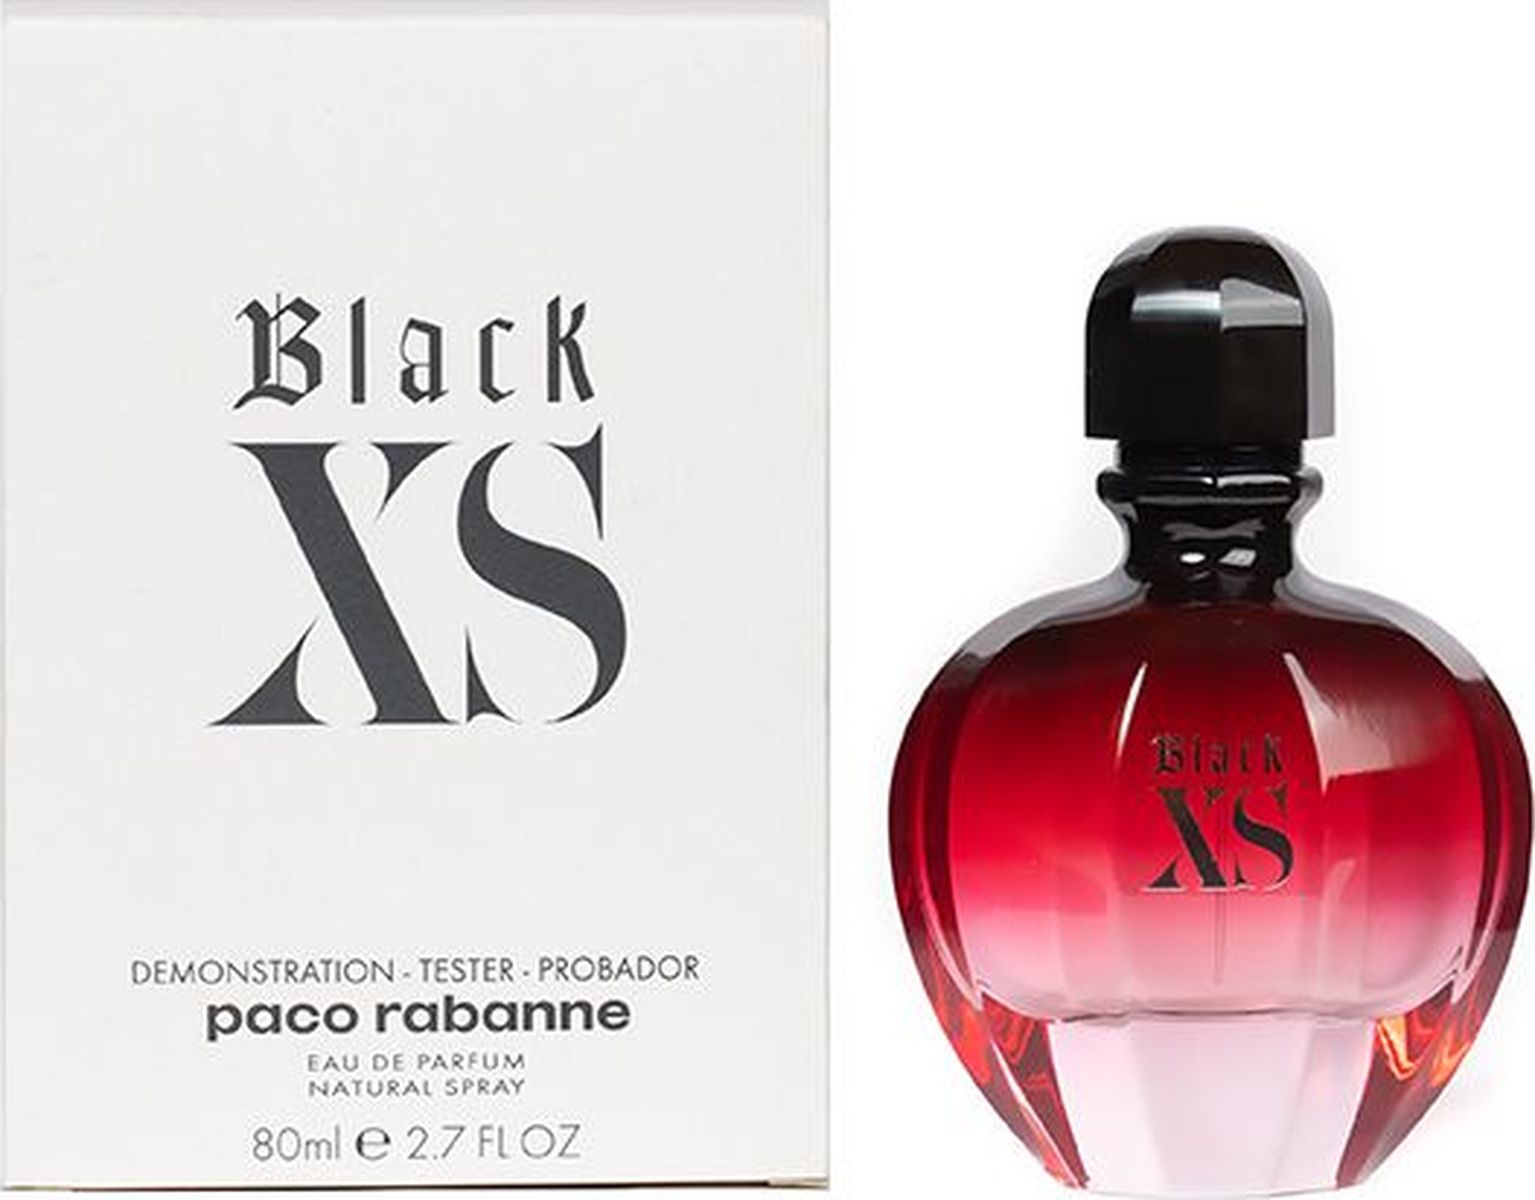 Black
XS
DEMONSTRATION - TESTER - PROBADOR
paco rabanne
EAU DE PARFUM
NATURAL SPRAY
80ml ℮ 2.7 FL OZ
Black
XS